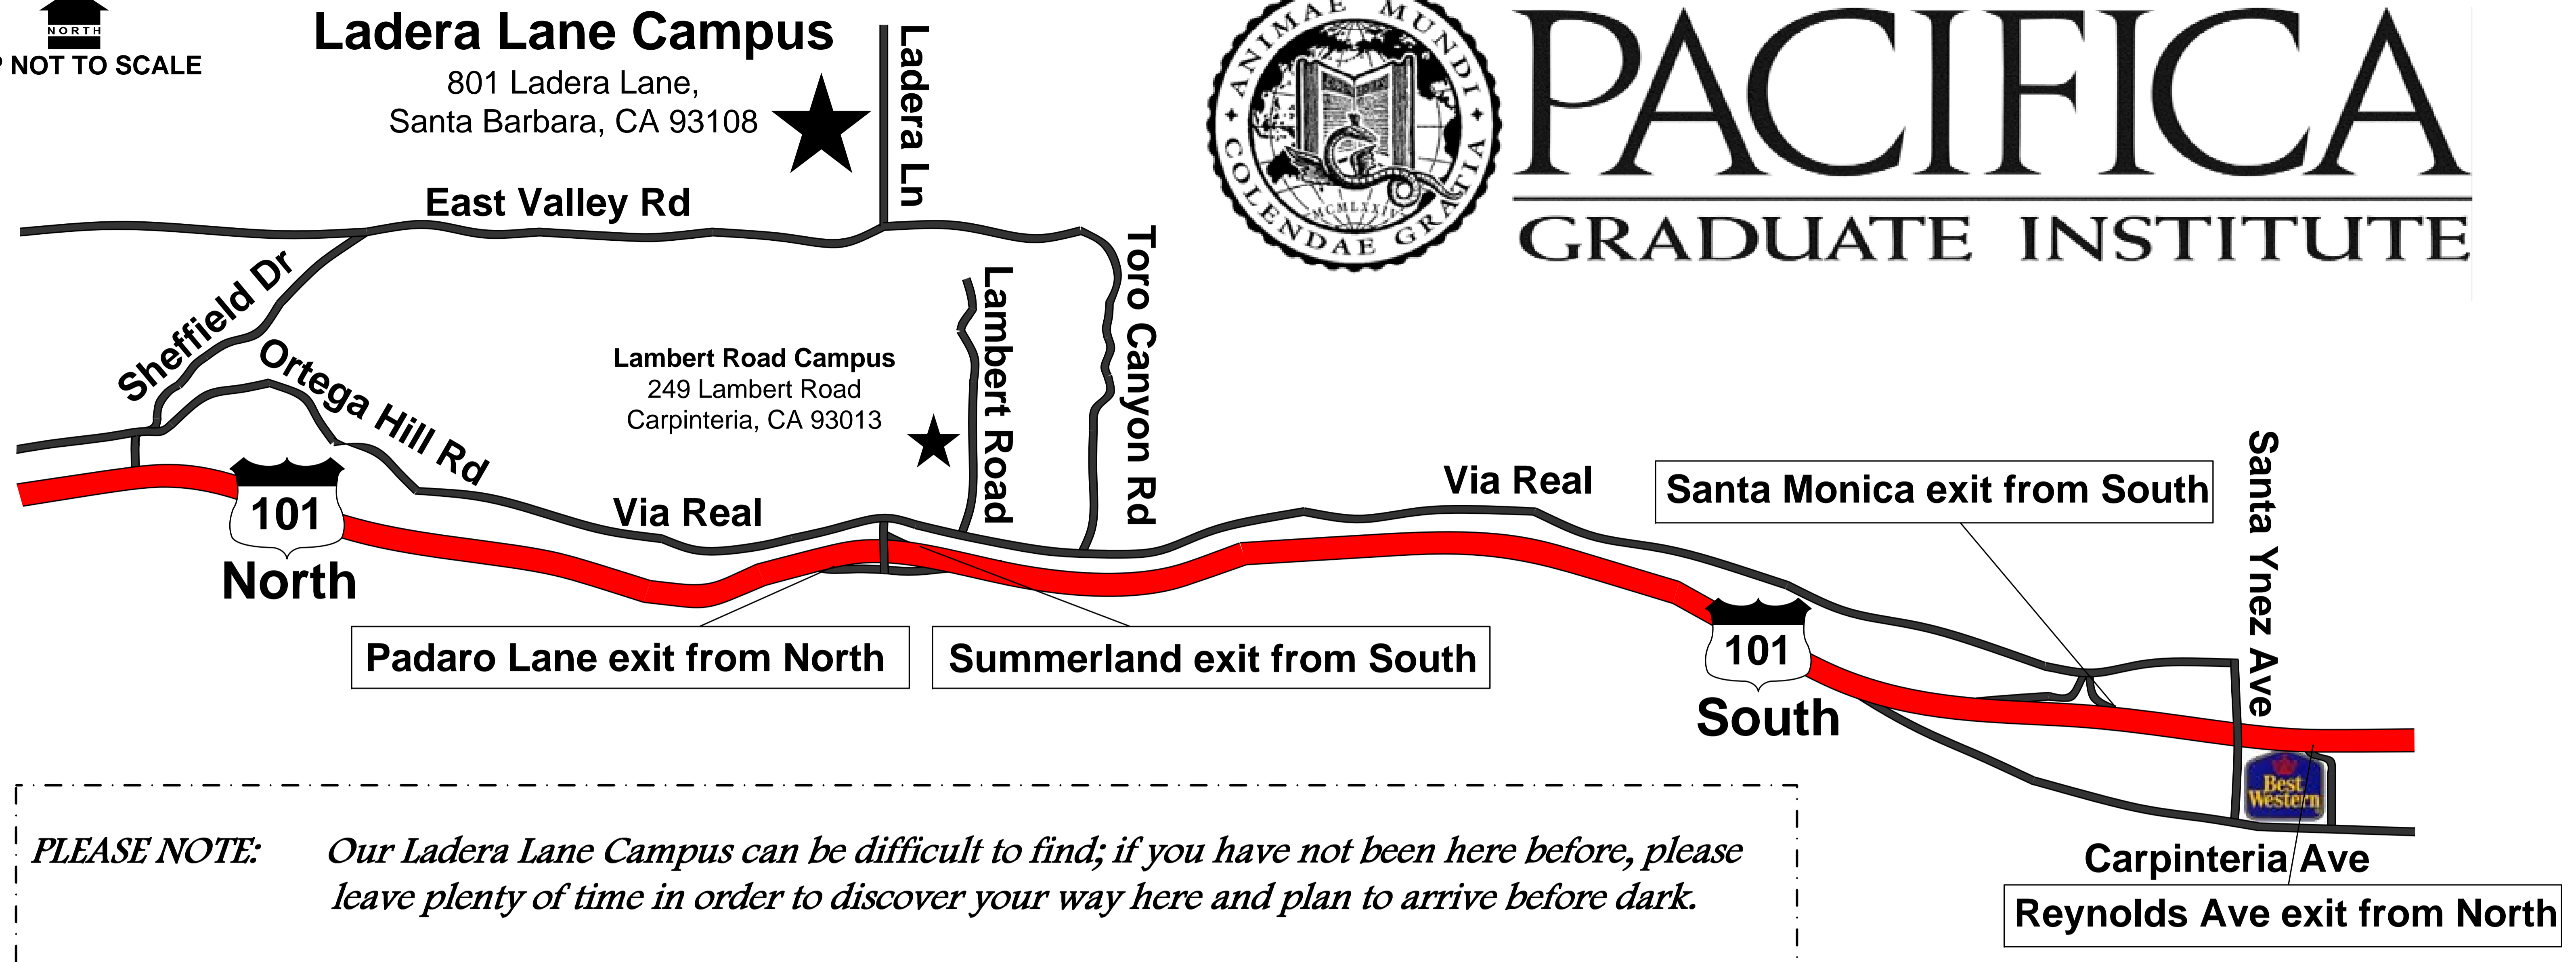 NORTH
NOT TO SCALE
Ladera Lane Campus
801 Ladera Lane,
Santa Barbara, CA 93108
Ladera Ln
ANIMAE MUNDI
COLENDAE GRATIA
MCMLXXIV
PACIFICA
GRADUATE INSTITUTE
East Valley Rd
Sheffield Dr
Ortega Hill Rd
Lambert Road Campus
249 Lambert Road
Carpinteria, CA 93013
Lambert Road
Toro Canyon Rd
Via Real
Via Real
Santa Monica exit from South
Santa Ynez Ave
101
North
Padaro Lane exit from North
Summerland exit from South
101
South
Best
Western
Carpinteria Ave
Reynolds Ave exit from North
PLEASE NOTE: Our Ladera Lane Campus can be difficult to find; if you have not been here before, please
leave plenty of time in order to discover your way here and plan to arrive before dark.